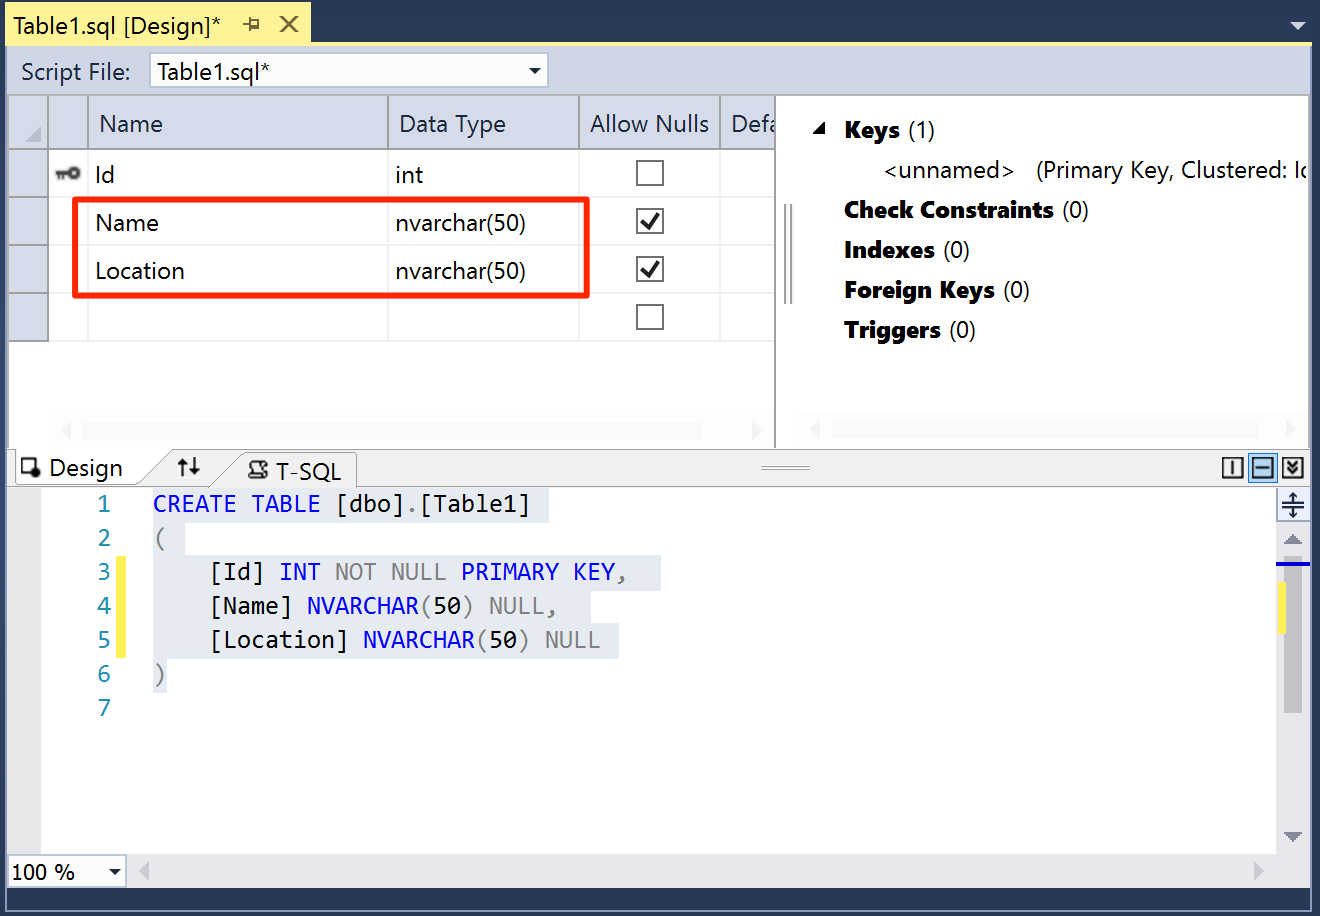 Table1.sql [Design]*
Script File: Table1.sql*
Name Data Type Allow Nulls Defa
Id int
Name nvarchar(50)
Location nvarchar(50)
Keys (1)
<unnamed> (Primary Key, Clustered: Id
Check Constraints (0)
Indexes (0)
Foreign Keys (0)
Triggers (0)
Design T-SQL
1 CREATE TABLE [dbo].[Table1]
2 (
3 [Id] INT NOT NULL PRIMARY KEY,
4 [Name] NVARCHAR(50) NULL,
5 [Location] NVARCHAR(50) NULL
6 )
7
100 %